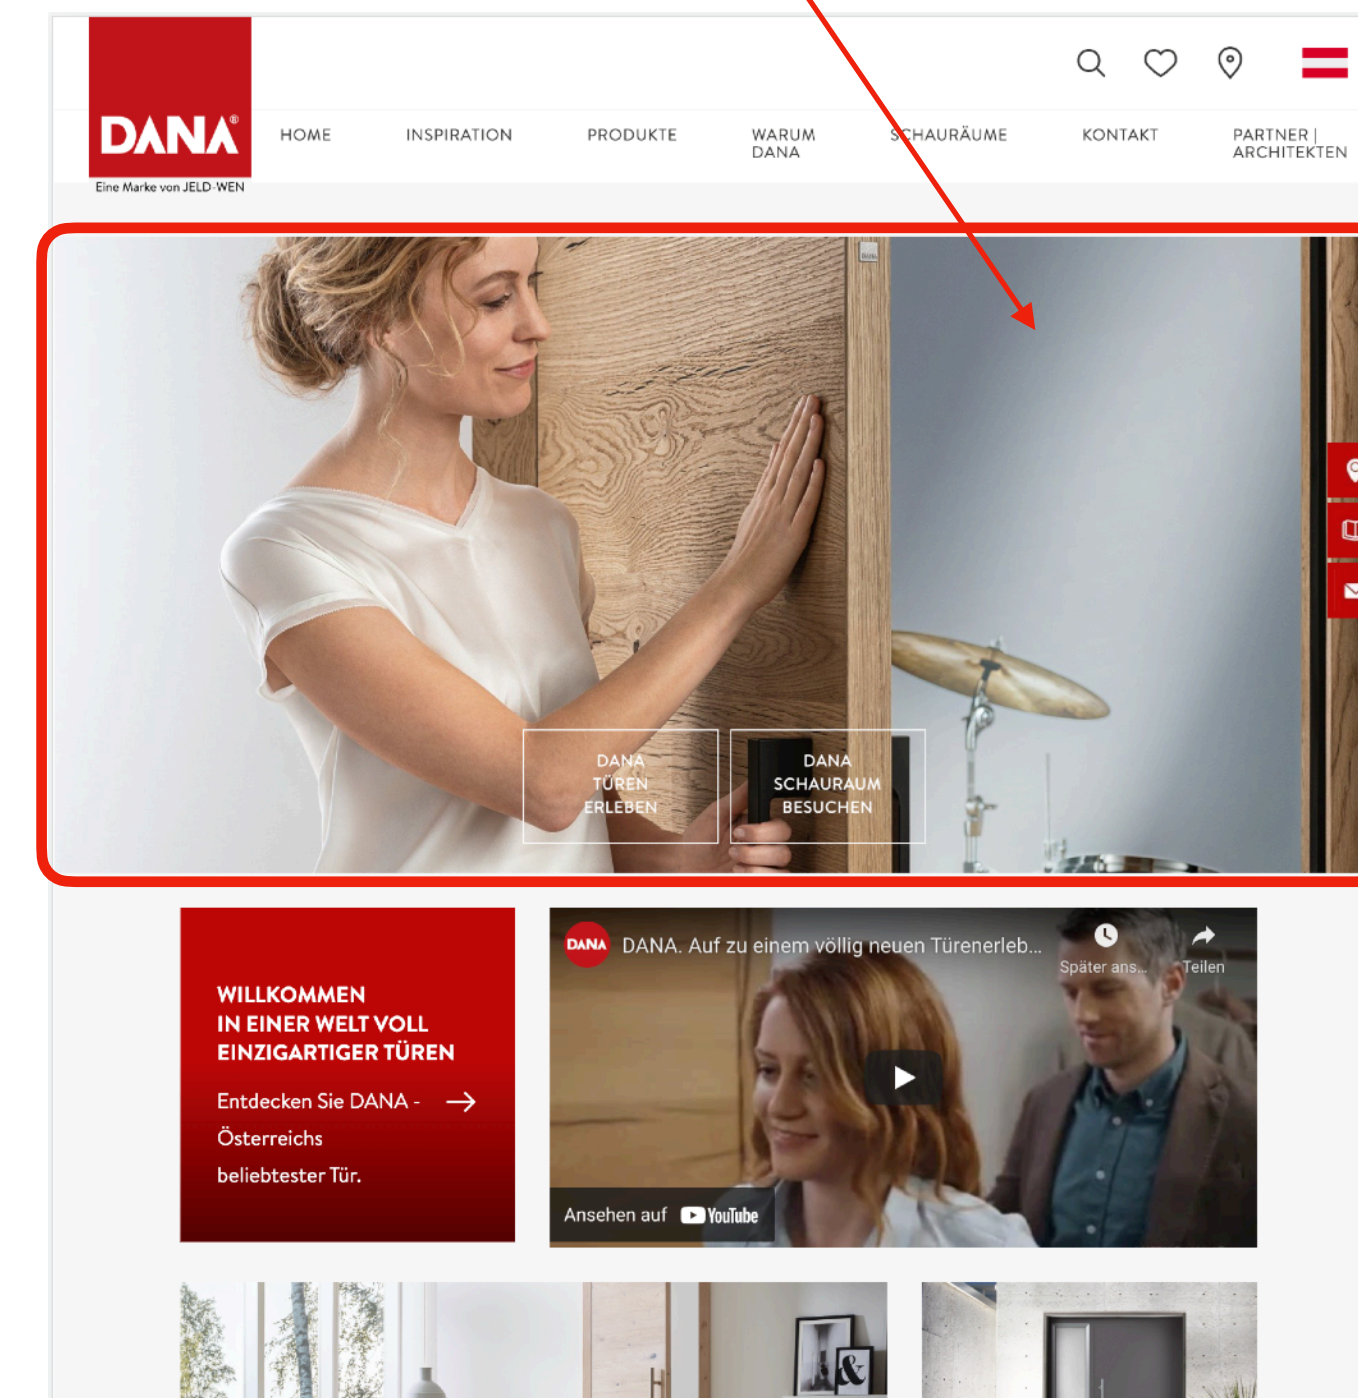 DANA®
Eine Marke von JELD-WEN
HOME
INSPIRATION
PRODUKTE
WARUM
DANA
SCHAURÄUME
KONTAKT
PARTNER |
ARCHITEKTEN
DANA
TÜREN
ERLEBEN
DANA
SCHAURAUM
BESUCHEN
WILLKOMMEN
IN EINER WELT VOLL
EINZIGARTIGER TÜREN
Entdecken Sie DANA -
Österreichs
beliebtester Tür.
DANA
DANA. Auf zu einem völlig neuen Türenerleb...
Später ans...
Teilen
Ansehen auf YouTube
&